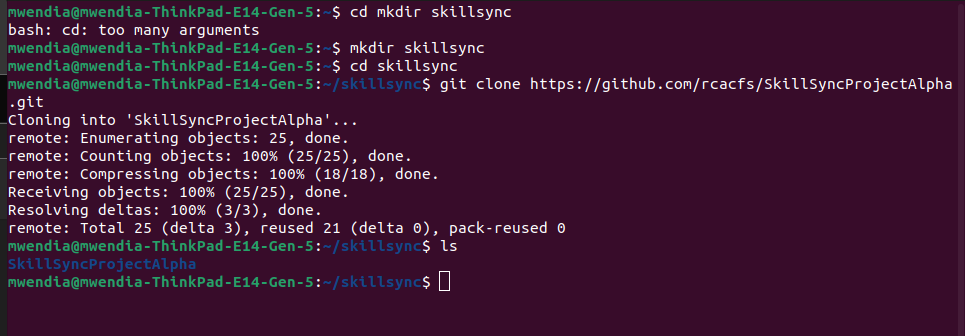 mwendia@mwendia-ThinkPad-E14-Gen-5:~$ cd mkdir skillsync
bash: cd: too many arguments
mwendia@mwendia-ThinkPad-E14-Gen-5:~$ mkdir skillsync
mwendia@mwendia-ThinkPad-E14-Gen-5:~$ cd skillsync
mwendia@mwendia-ThinkPad-E14-Gen-5:~/skillsync$ git clone https://github.com/rcacfs/SkillSyncProjectAlpha
.git
Cloning into 'SkillSyncProjectAlpha'...
remote: Enumerating objects: 25, done.
remote: Counting objects: 100% (25/25), done.
remote: Compressing objects: 100% (18/18), done.
Receiving objects: 100% (25/25), done.
Resolving deltas: 100% (3/3), done.
remote: Total 25 (delta 3), reused 21 (delta 0), pack-reused 0
mwendia@mwendia-ThinkPad-E14-Gen-5:~/skillsync$ ls
SkillSyncProjectAlpha
mwendia@mwendia-ThinkPad-E14-Gen-5:~/skillsync$